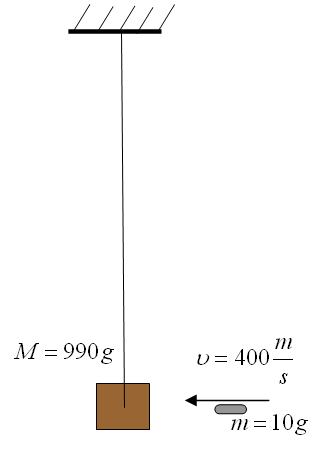 M = 990 g
υ = 400 m/s
m = 10 g